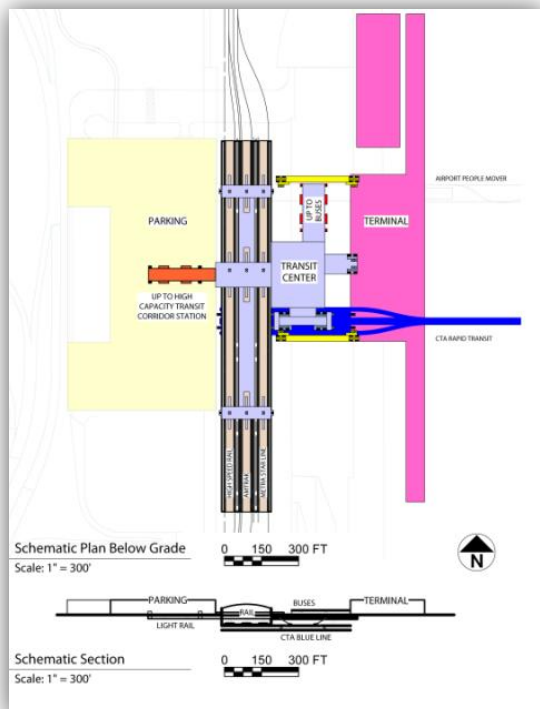 AIRPORT PEOPLE MOVER
UP TO
BUSES
PARKING
TERMINAL
TRANSIT
CENTER
UP TO HIGH
CAPACITY TRANSIT
CORRIDOR STATION
CTA RAPID TRANSIT
HIGH SPEED RAIL
AMTRAK
METRA STAR LINE
Schematic Plan Below Grade
Scale: 1" = 300'
0 150 300 FT
N
PARKING
BUSES
TERMINAL
RAIL
LIGHT RAIL
CTA BLUE LINE
Schematic Section
Scale: 1" = 300'
0 150 300 FT